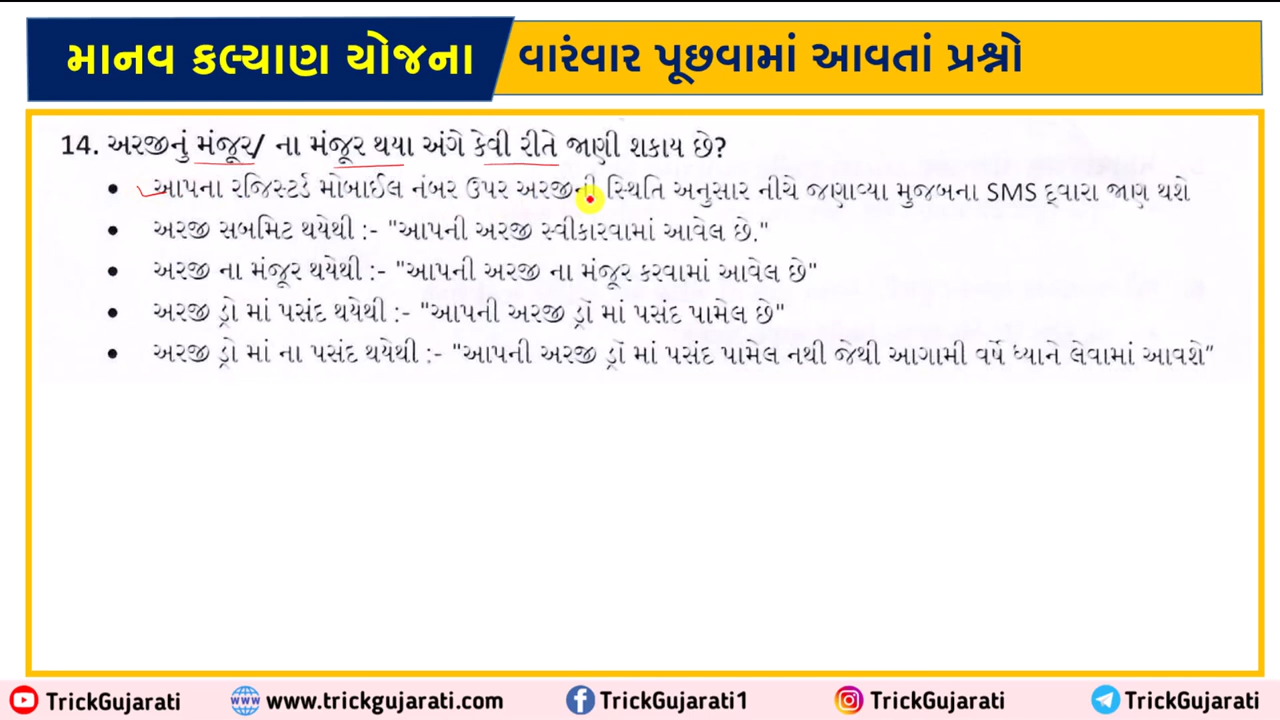 માનવ કલ્યાણ યોજના વારંવાર પૂછવામાં આવતાં પ્રશ્નો
14. અરજીનું મંજૂર/ ના મંજૂર થયા અંગે કેવી રીતે જાણી શકાય છે?
• આપના રજિસ્ટર્ડ મોબાઈલ નંબર ઉપર અરજીની સ્થિતિ અનુસાર નીચે જણાવ્યા મુજબના SMS દ્વારા જાણ થશે
• અરજી સબમિટ થયેથી :- "આપની અરજી સ્વીકારવામાં આવેલ છે."
• અરજી ના મંજૂર થયેથી :- "આપની અરજી ના મંજૂર કરવામાં આવેલ છે"
• અરજી ડ્રો માં પસંદ થયેથી :- "આપની અરજી ડ્રૉ માં પસંદ પામેલ છે"
• અરજી ડ્રો માં ના પસંદ થયેથી :- "આપની અરજી ડ્રૉ માં પસંદ પામેલ નથી જેથી આગામી વર્ષે ધ્યાને લેવામાં આવશે"
TrickGujarati www.trickgujarati.com TrickGujarati1 TrickGujarati TrickGujarati